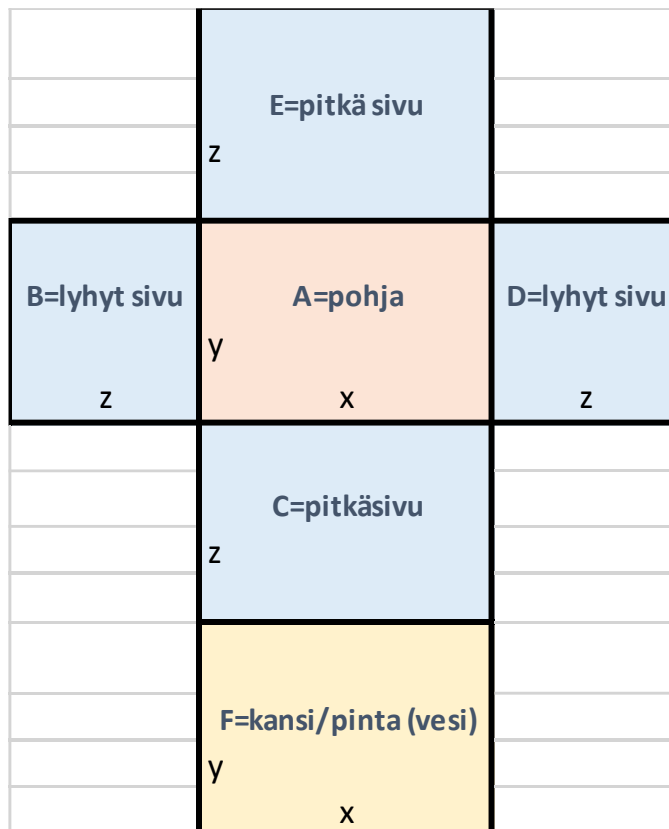 E=pitkä sivu
z
B=lyhyt sivu
A=pohja
D=lyhyt sivu
y
z
x
z
C=pitkäsivu
z
F=kansi/pinta (vesi)
y
x